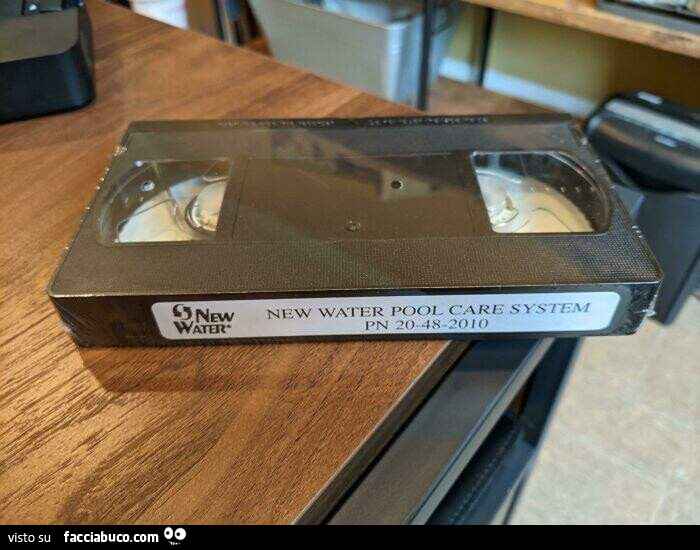 NEW
WATER®
NEW WATER POOL CARE SYSTEM
PN 20-48-2010
visto su facciabuco.com